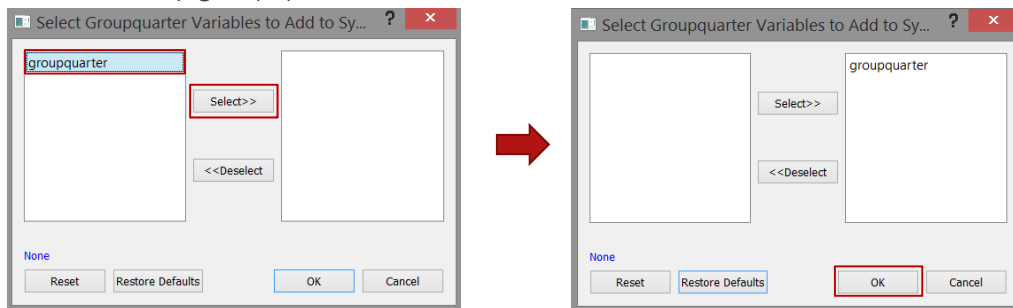 Select Groupquarter Variables to Add to Sy... ? ×
groupquarter
Select>>
<<Deselect
None
Reset Restore Defaults OK Cancel
Select Groupquarter Variables to Add to Sy... ? ×
groupquarter
Select>>
<<Deselect
None
Reset Restore Defaults OK Cancel